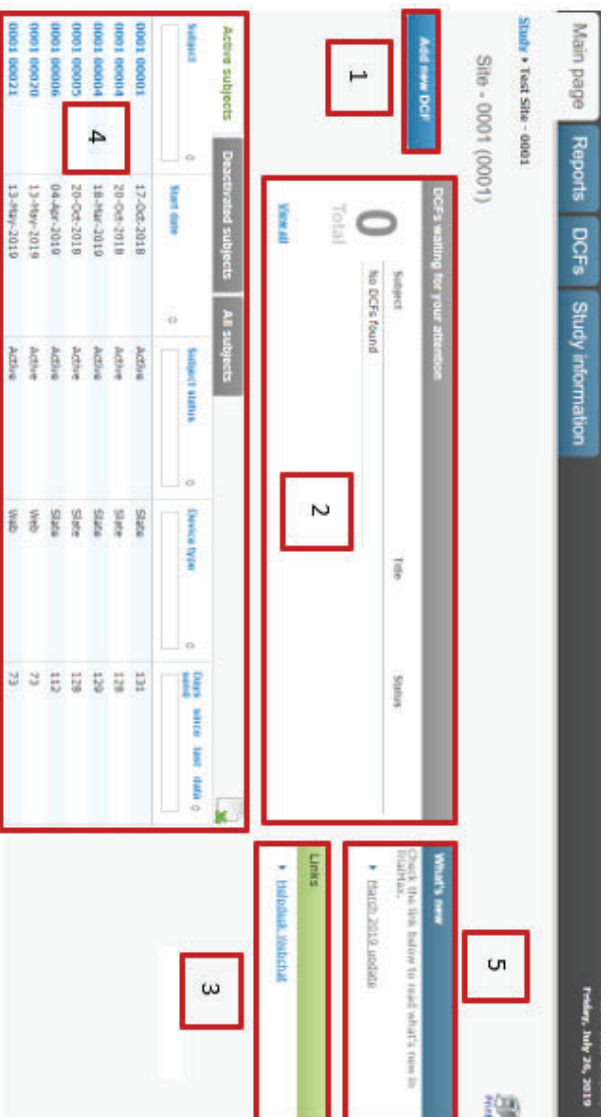 Friday, July 26, 2019
Main page Reports DCFs Study information
Study Test Site - 0001
Site - 0001 (0001)
5
Add new DCF
1
DCFs waiting for your attention
Subject Title Status
0 No DCFs found
Total
View all
2
What's new
Check the link below to read what's new in
TrialMax.
March 2019 update
Links
Helpdesk Webchat
3
Active subjects Deactivated subjects All subjects
Subject Start date Subject status Device type Days since last data
0001 00001 17-Oct-2018 Active Slate 131
0001 00004 20-Oct-2018 Active Slate 128
0001 00004 18-Mar-2019 Active Slate 129
0001 00005 20-Oct-2018 Active Slate 128
0001 00006 04-Apr-2019 Active Slate 112
0001 00020 13-May-2019 Active Web 73
0001 00021 13-May-2019 Active Web 73
4